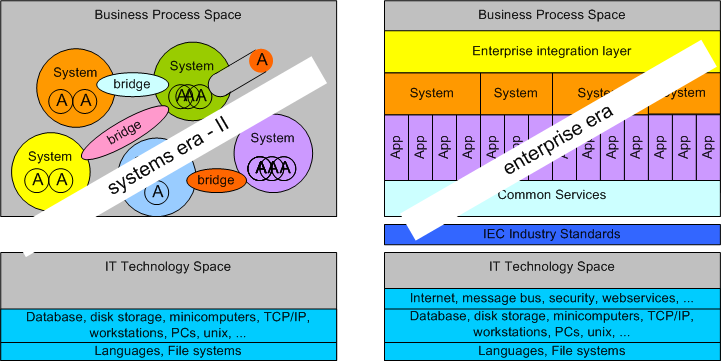 Business Process Space
A
System
System
bridge
A A
AAA
bridge
System
System
A A
A
AAA
bridge
systems era - II
IT Technology Space
Database, disk storage, minicomputers, TCP/IP,
workstations, PCs, unix, ...
Languages, File systems
Business Process Space
Enterprise integration layer
System
System
System
System
App
App
App
App
App
App
App
App
App
App
App
App
App
App
Common Services
enterprise era
IEC Industry Standards
IT Technology Space
Internet, message bus, security, webservices, ...
Database, disk storage, minicomputers, TCP/IP,
workstations, PCs, unix, ...
Languages, File systems